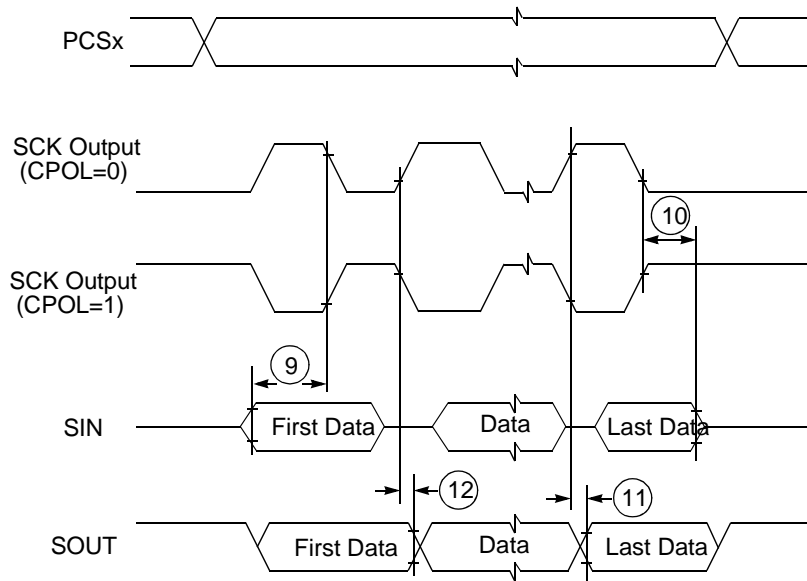 PCSx
SCK Output
(CPOL=0)
10
SCK Output
(CPOL=1)
9
SIN
First Data
Data
Last Data
12
11
SOUT
First Data
Data
Last Data